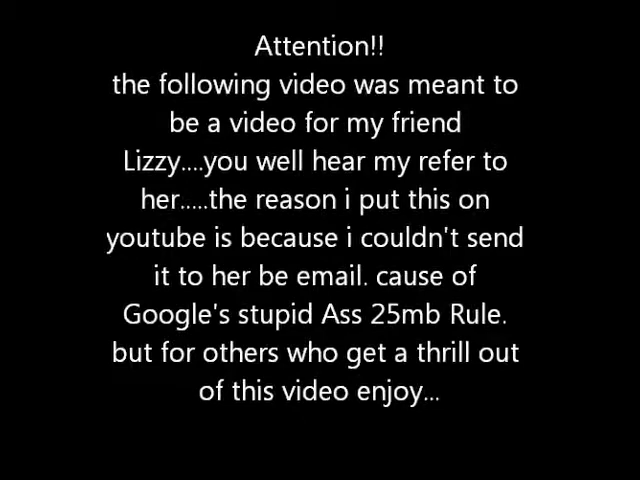 Attention!!
the following video was meant to
be a video for my friend
Lizzy....you well hear my refer to
her.....the reason i put this on
youtube is because i couldn't send
it to her be email. cause of
Google's stupid Ass 25mb Rule.
but for others who get a thrill out
of this video enjoy...